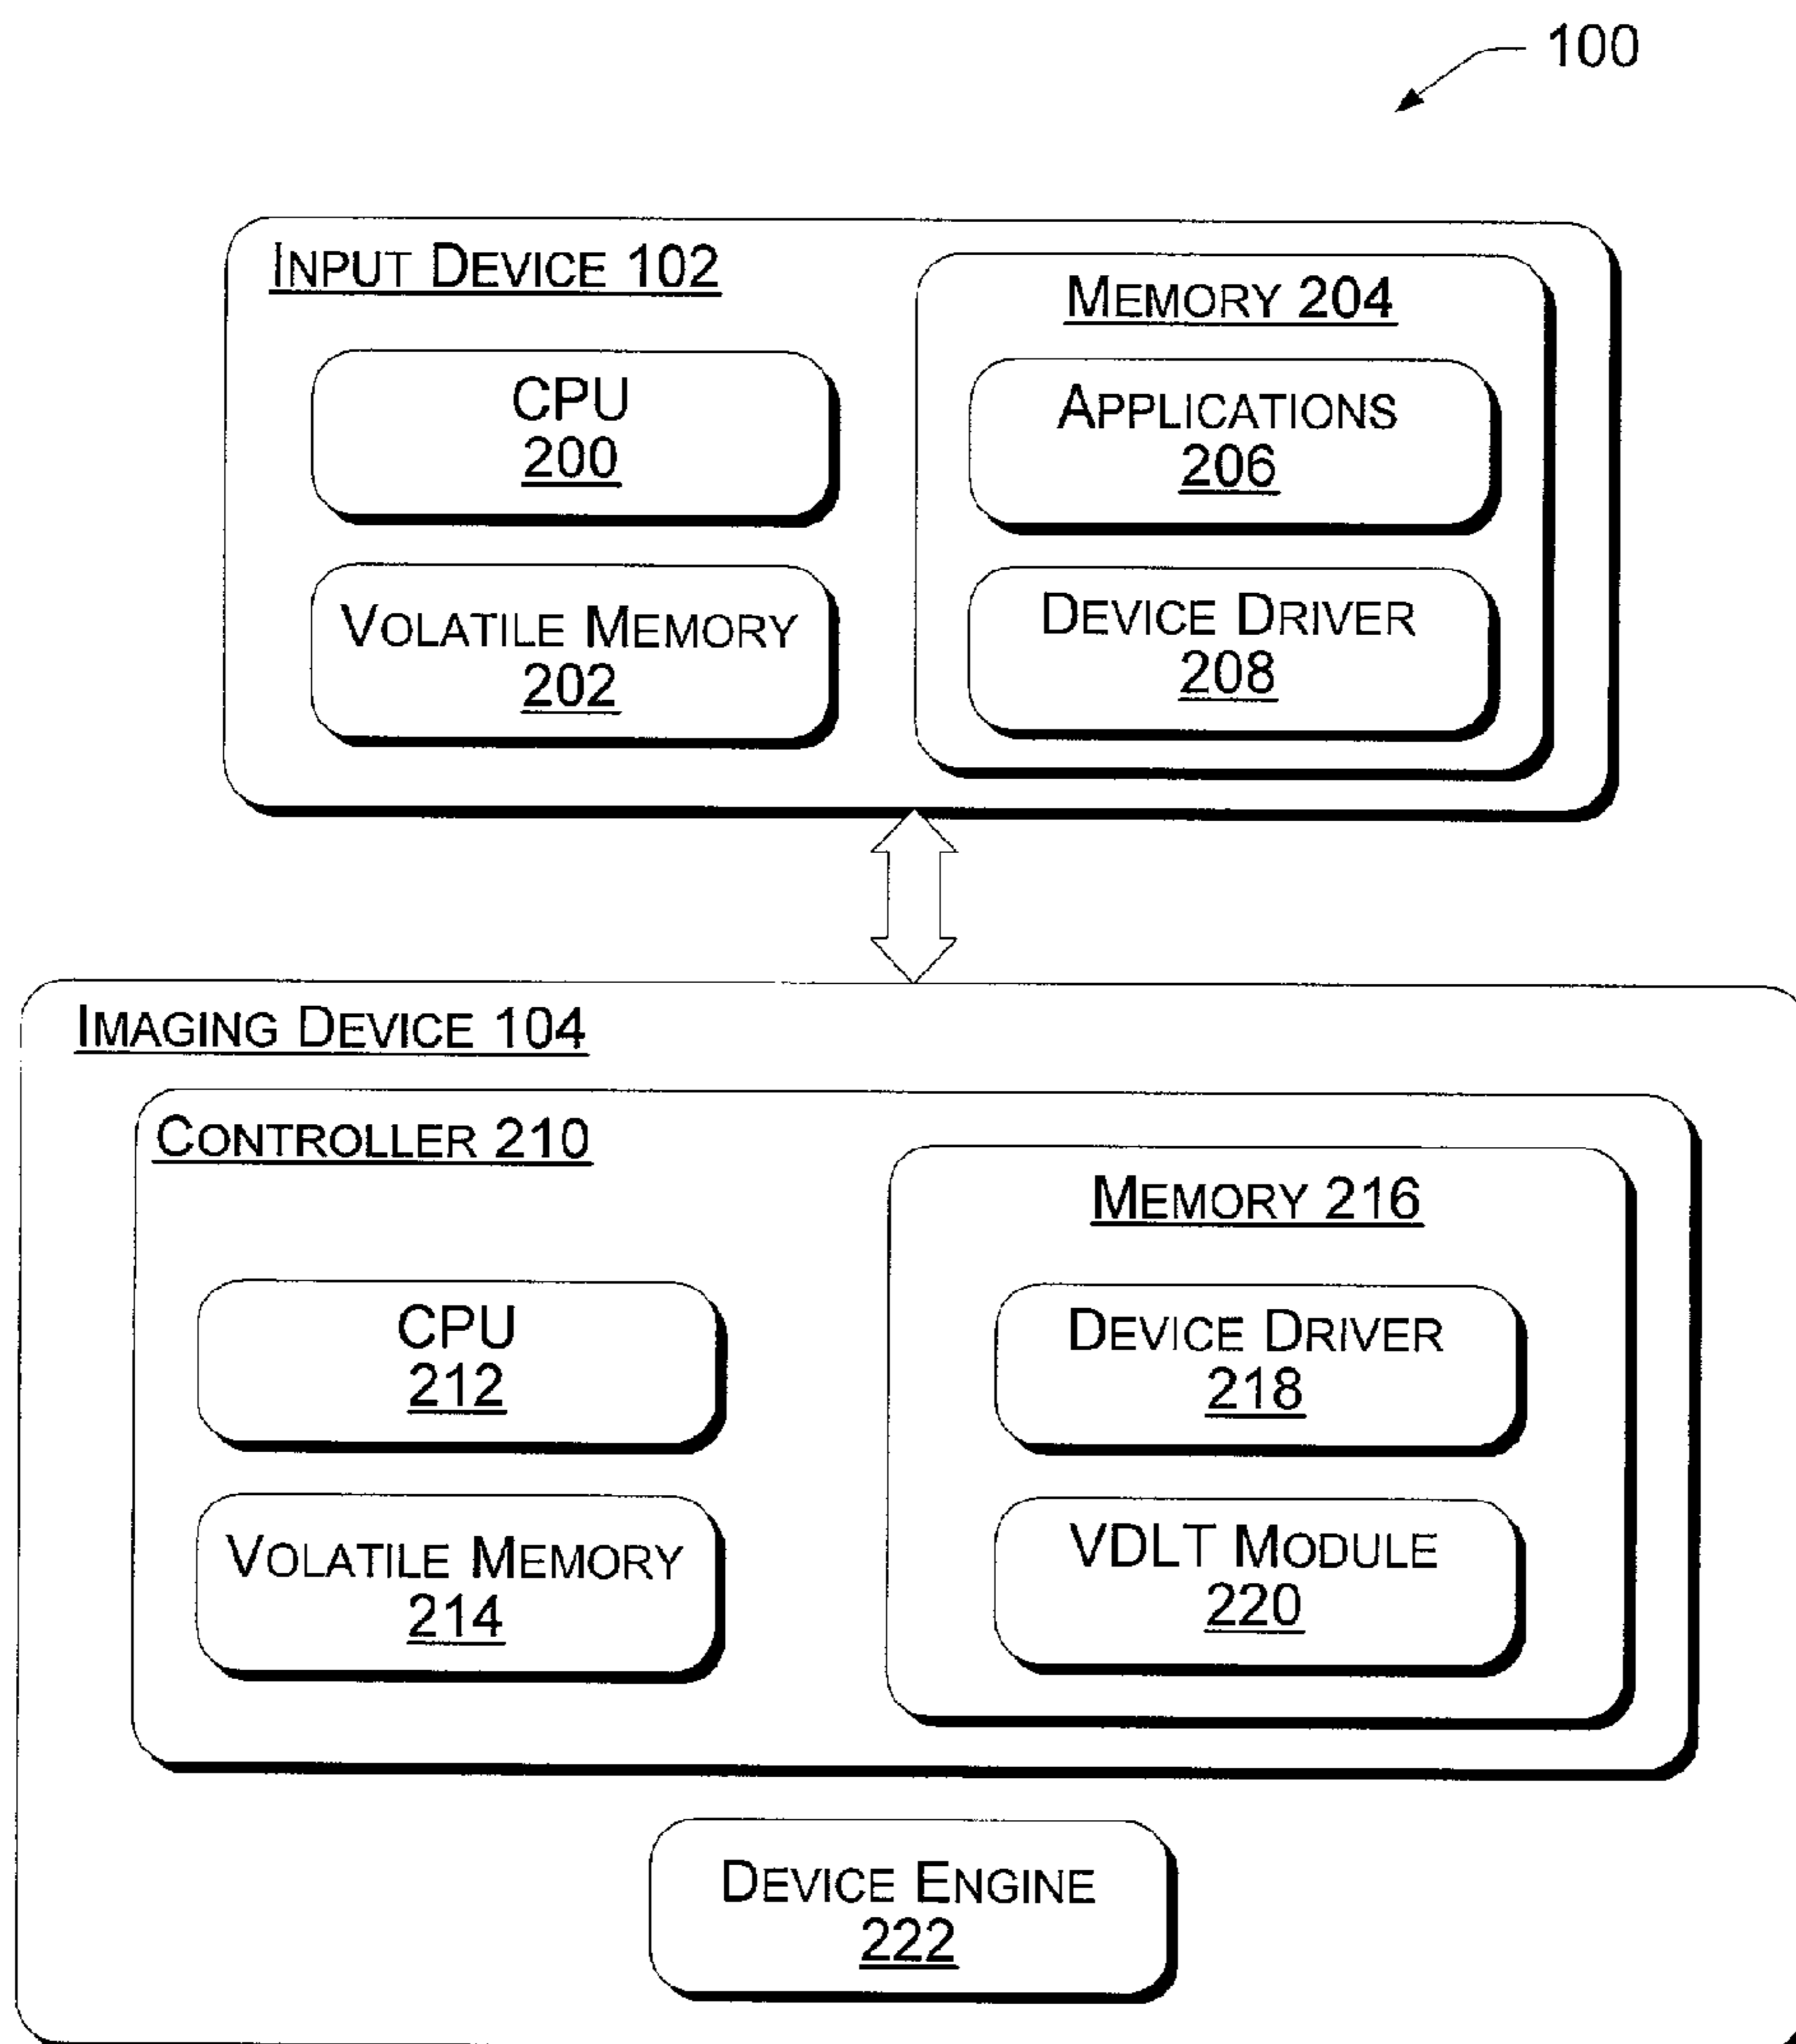 100
INPUT DEVICE 102
MEMORY 204
CPU
200
APPLICATIONS
206
VOLATILE MEMORY
202
DEVICE DRIVER
208
IMAGING DEVICE 104
CONTROLLER 210
MEMORY 216
CPU
212
DEVICE DRIVER
218
VOLATILE MEMORY
214
VDLT MODULE
220
DEVICE ENGINE
222